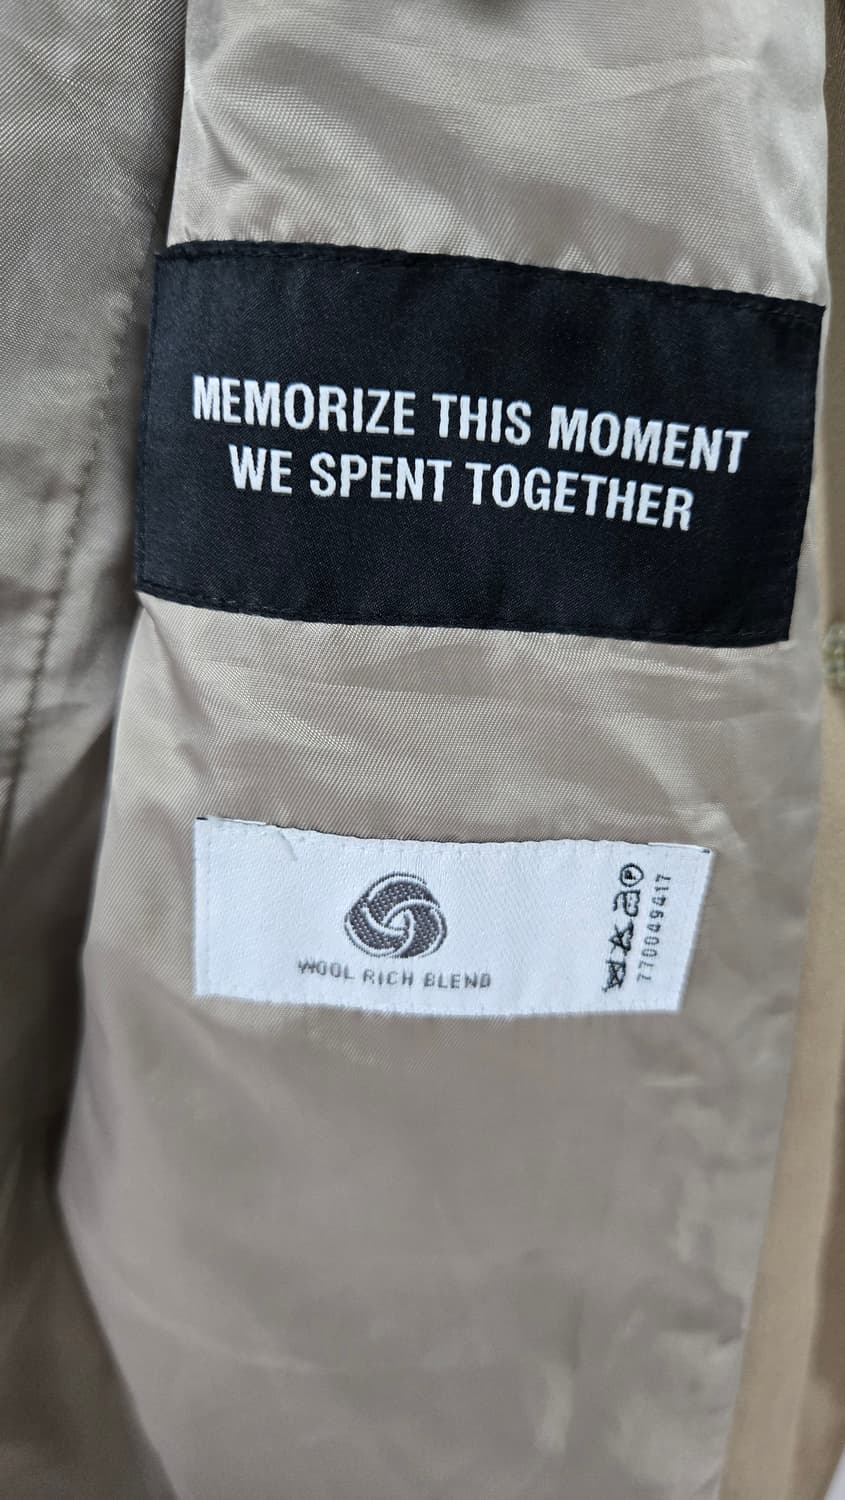 MEMORIZE THIS MOMENT
WE SPENT TOGETHER
WOOL RICH BLEND
P
770049417